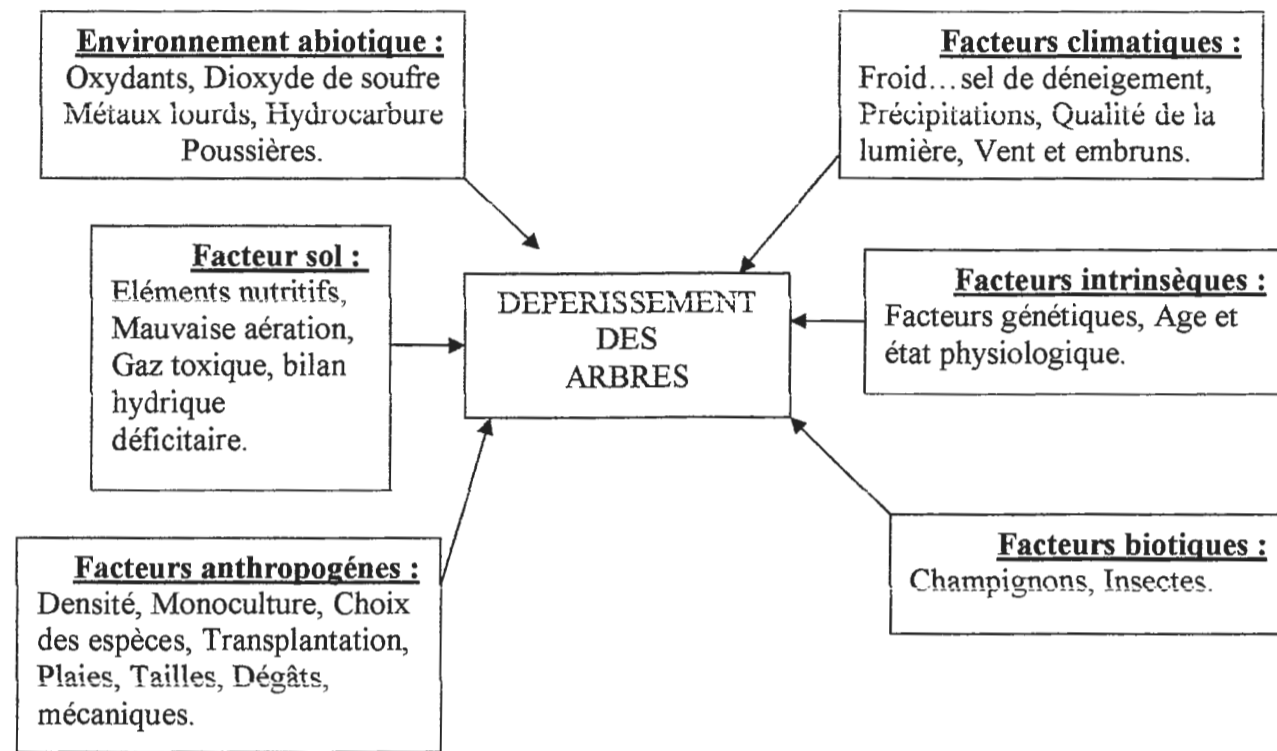 Environnement abiotique :
Oxydants, Dioxyde de soufre
Métaux lourds, Hydrocarbure
Poussières.
Facteurs climatiques :
Froid…sel de déneigement,
Précipitations, Qualité de la
lumière, Vent et embruns.
Facteur sol :
Eléments nutritifs,
Mauvaise aération,
Gaz toxique, bilan
hydrique
déficitaire.
DEPERISSEMENT
DES
ARBRES
Facteurs intrinsèques :
Facteurs génétiques, Age et
état physiologique.
Facteurs anthropogénes :
Densité, Monoculture, Choix
des espèces, Transplantation,
Plaies, Tailles, Dégâts,
mécaniques.
Facteurs biotiques :
Champignons, Insectes.